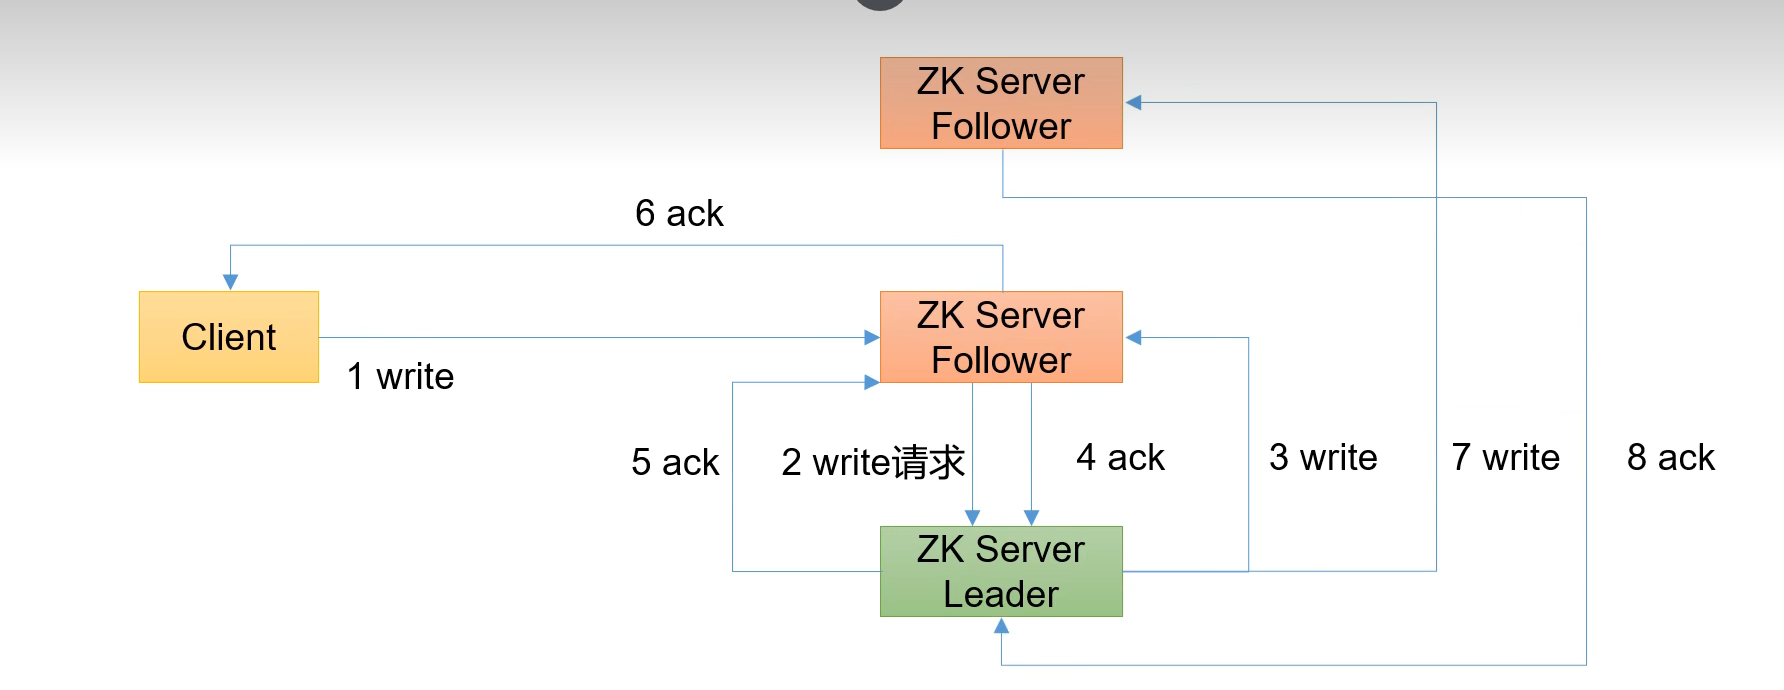 ZK Server
Follower
6 ack
Client
1 write
ZK Server
Follower
5 ack
2 write请求
4 ack
3 write
7 write
8 ack
ZK Server
Leader